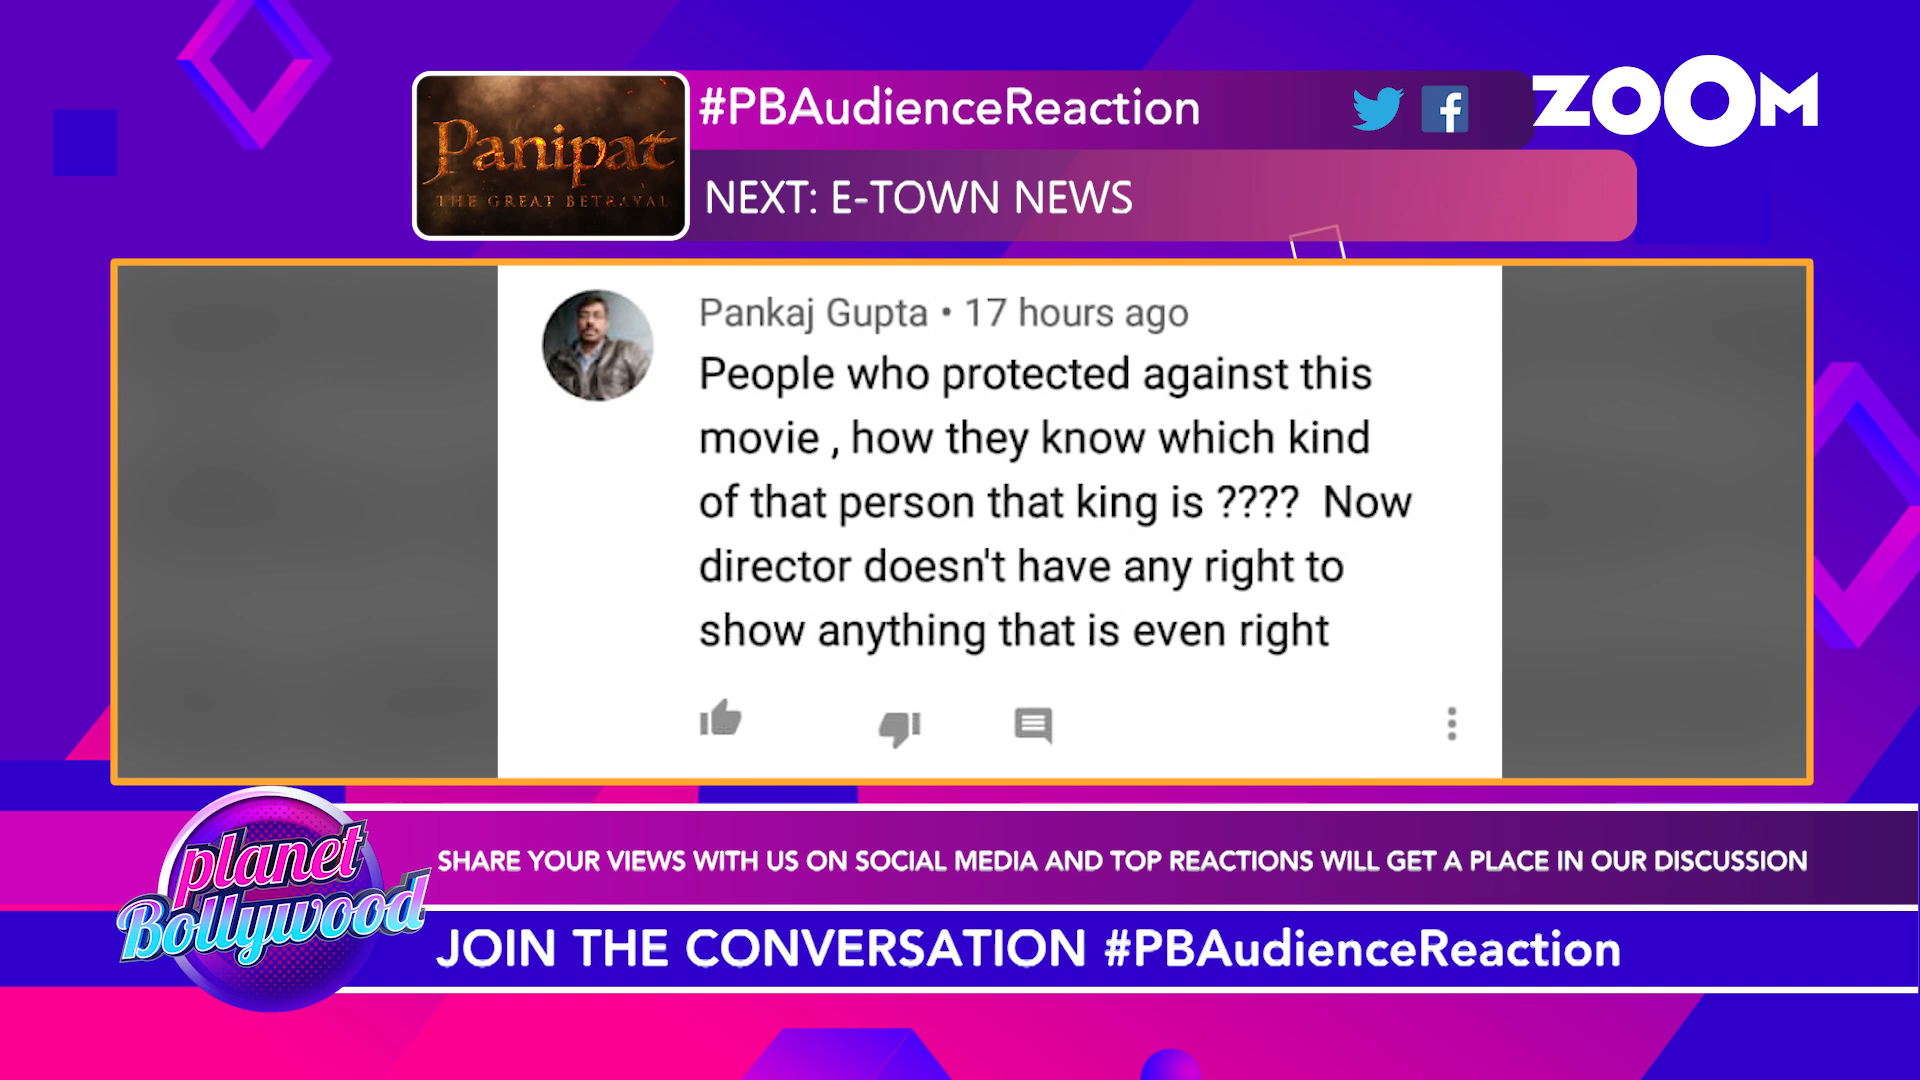 Panipat
THE GREAT BETRAYAL
#PBAudienceReaction
ZOOM
NEXT: E-TOWN NEWS
Pankaj Gupta • 17 hours ago
People who protected against this
movie , how they know which kind
of that person that king is ???? Now
director doesn't have any right to
show anything that is even right
planet
Bollywood
SHARE YOUR VIEWS WITH US ON SOCIAL MEDIA AND TOP REACTIONS WILL GET A PLACE IN OUR DISCUSSION
JOIN THE CONVERSATION #PBAudienceReaction